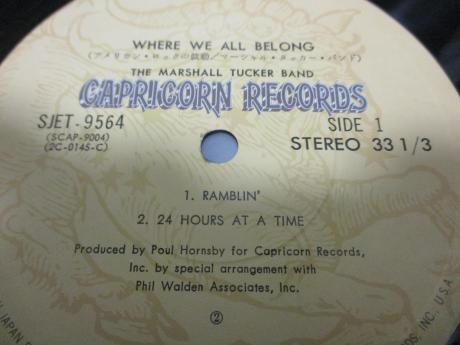 WHERE WE ALL BELONG
(アメリカン・ロックの鼓動/マーシャル・タッカー・バンド)
THE MARSHALL TUCKER BAND
CAPRICORN RECORDS
SJET-9564
(SCAP-9004)
(2C-0145-C)
SIDE 1
STEREO 33 1/3
1. RAMBLIN'
2. 24 HOURS AT A TIME
Produced by Poul Hornsby for Capricorn Records,
Inc. by special arrangement with
Phil Walden Associates, Inc.
②
JAPAN
INC., U.S.A.